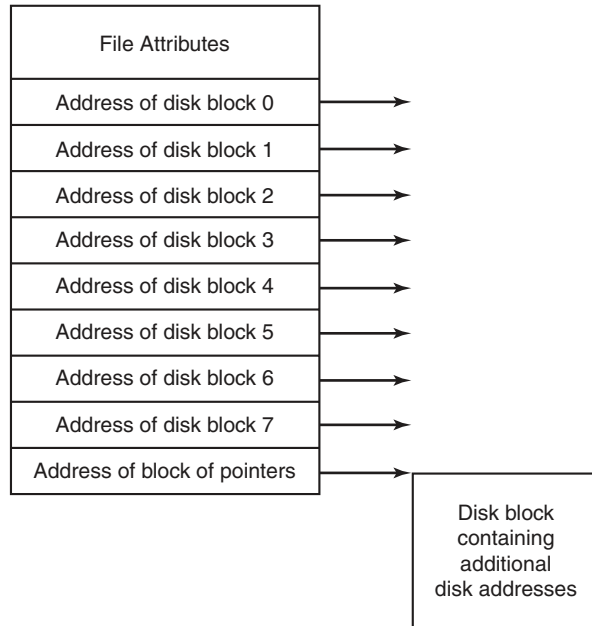 File Attributes
Address of disk block 0
Address of disk block 1
Address of disk block 2
Address of disk block 3
Address of disk block 4
Address of disk block 5
Address of disk block 6
Address of disk block 7
Address of block of pointers
Disk block
containing
additional
disk addresses